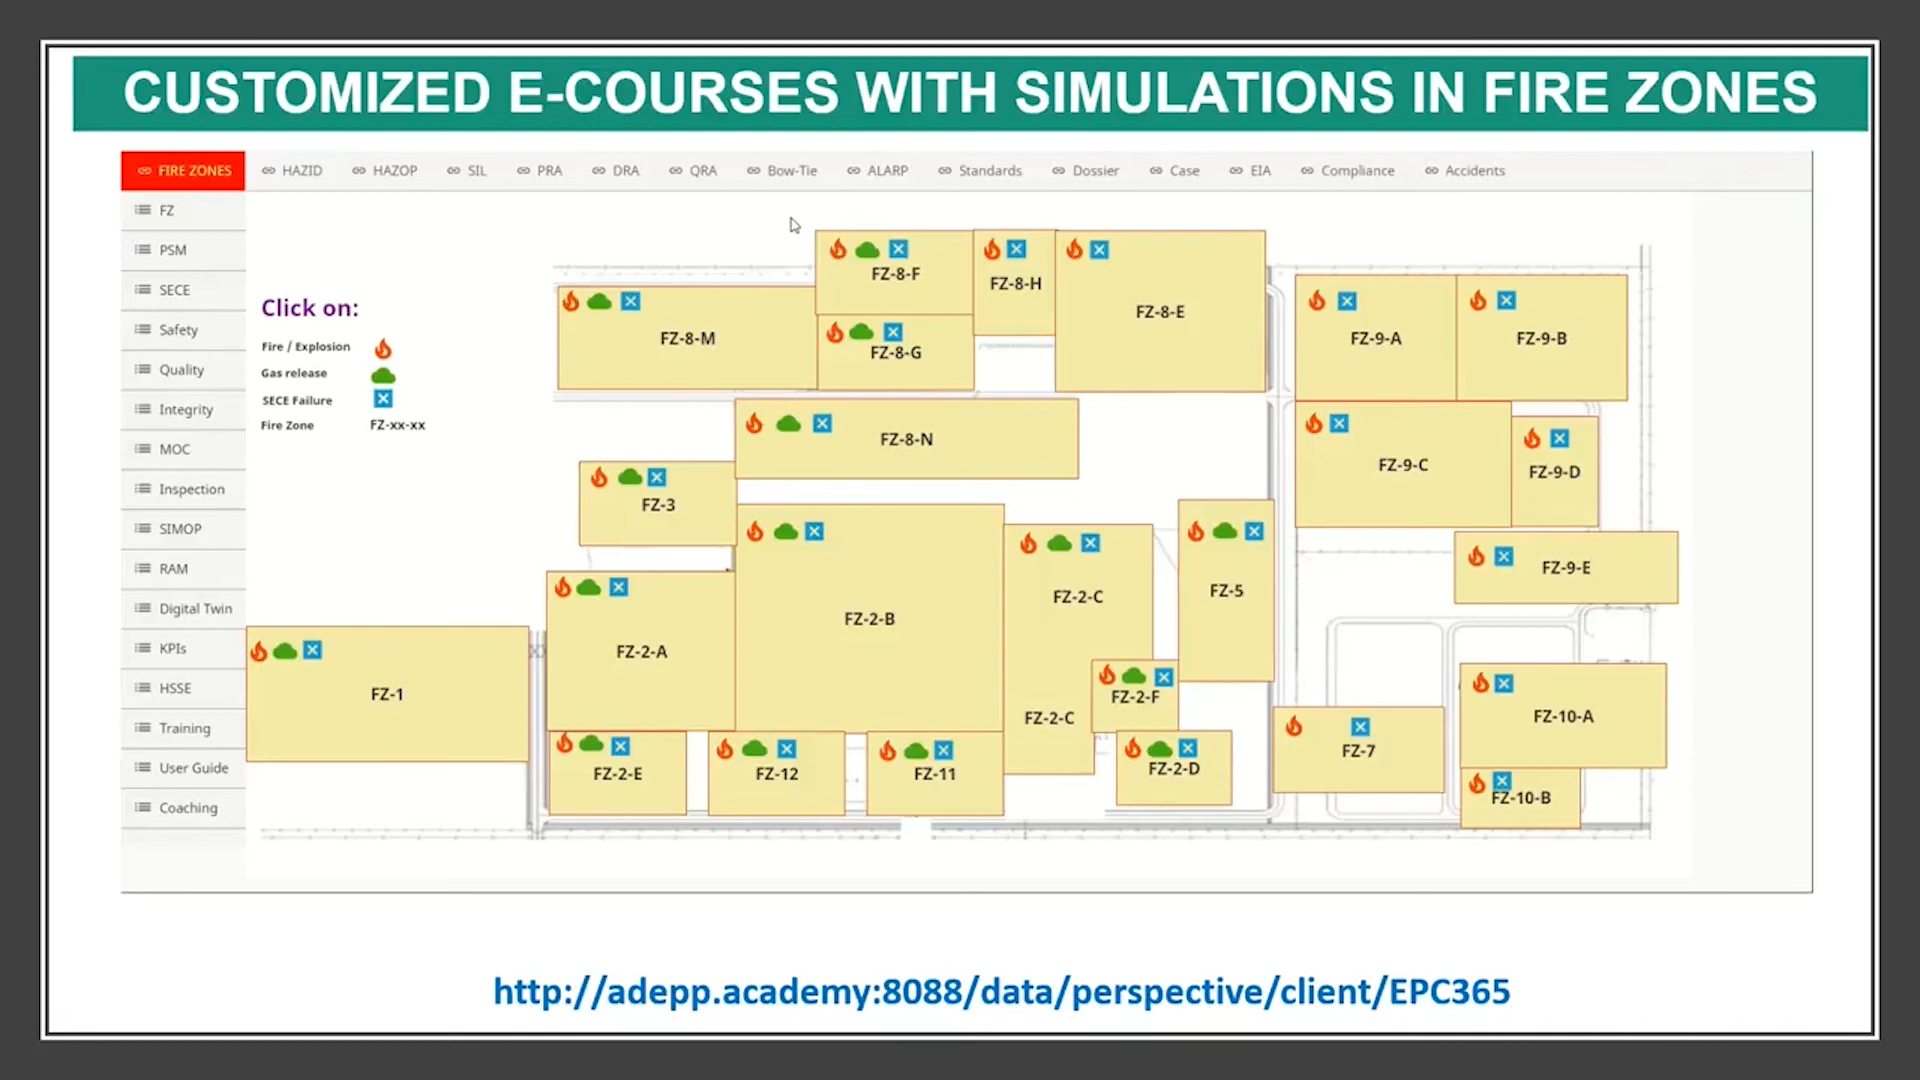 CUSTOMIZED E-COURSES WITH SIMULATIONS IN FIRE ZONES
FIRE ZONES HAZID HAZOP SIL PRA DRA QRA Bow-Tie ALARP Standards Dossier Case EIA Compliance Accidents
FZ
PSM
SECE
Safety
Quality
Integrity
MOC
Inspection
SIMOP
RAM
Digital Twin
KPIs
HSSE
Training
User Guide
Coaching
Click on:
Fire / Explosion
Gas release
SECE Failure
Fire Zone FZ-xx-xx
FZ-8-F
FZ-8-H
FZ-8-E
FZ-8-M
FZ-8-G
FZ-9-A
FZ-9-B
FZ-8-N
FZ-9-C
FZ-9-D
FZ-3
FZ-9-E
FZ-5
FZ-2-C
FZ-2-B
FZ-2-A
FZ-1
FZ-2-F
FZ-2-C
FZ-10-A
FZ-7
FZ-2-E
FZ-12
FZ-11
FZ-2-D
FZ-10-B
http://adepp.academy:8088/data/perspective/client/EPC365